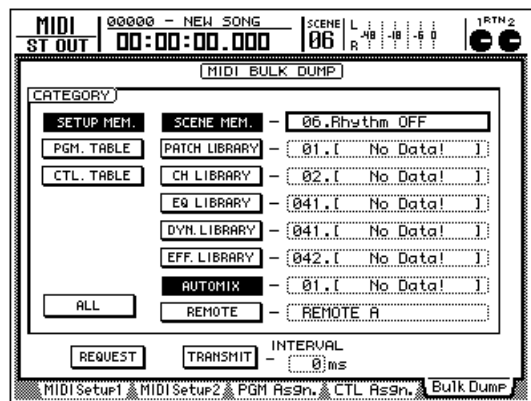 MIDI 00000 - NEW SONG SCENE L 1RTN2
ST OUT 00:00:00.000 06 R -48 -18 -6 0
MIDI BULK DUMP
CATEGORY
SETUP MEM. SCENE MEM. - 06.Rhythm OFF
PGM. TABLE PATCH LIBRARY - 01.[ No Data! ]
CTL. TABLE CH LIBRARY - 02.[ No Data! ]
EQ LIBRARY - 041.[ No Data! ]
DYN. LIBRARY - 041.[ No Data! ]
EFF. LIBRARY - 042.[ No Data! ]
AUTOMIX - 01.[ No Data! ]
ALL REMOTE - REMOTE A
INTERVAL
REQUEST TRANSMIT - 0 ms
MIDI Setup1 MIDI Setup2 PGM Asgn. CTL Asgn. Bulk Dump